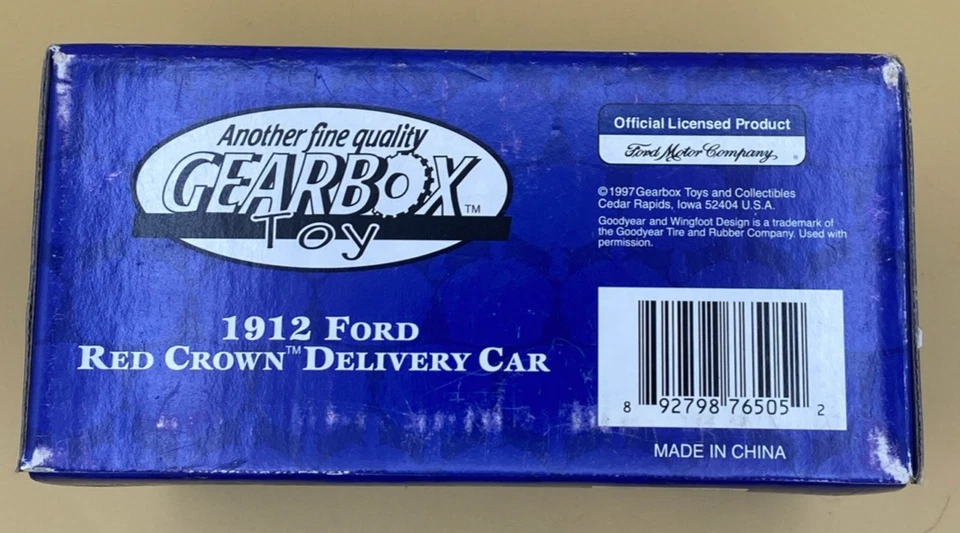 Another fine quality
GEARBOX™
Toy
1912 FORD
RED CROWN™ DELIVERY CAR
Official Licensed Product
Ford Motor Company ®
©1997 Gearbox Toys and Collectibles
Cedar Rapids, Iowa 52404 U.S.A.
Goodyear and Wingfoot Design is a trademark of
the Goodyear Tire and Rubber Company. Used with
permission.
8 92798 76505 2
MADE IN CHINA